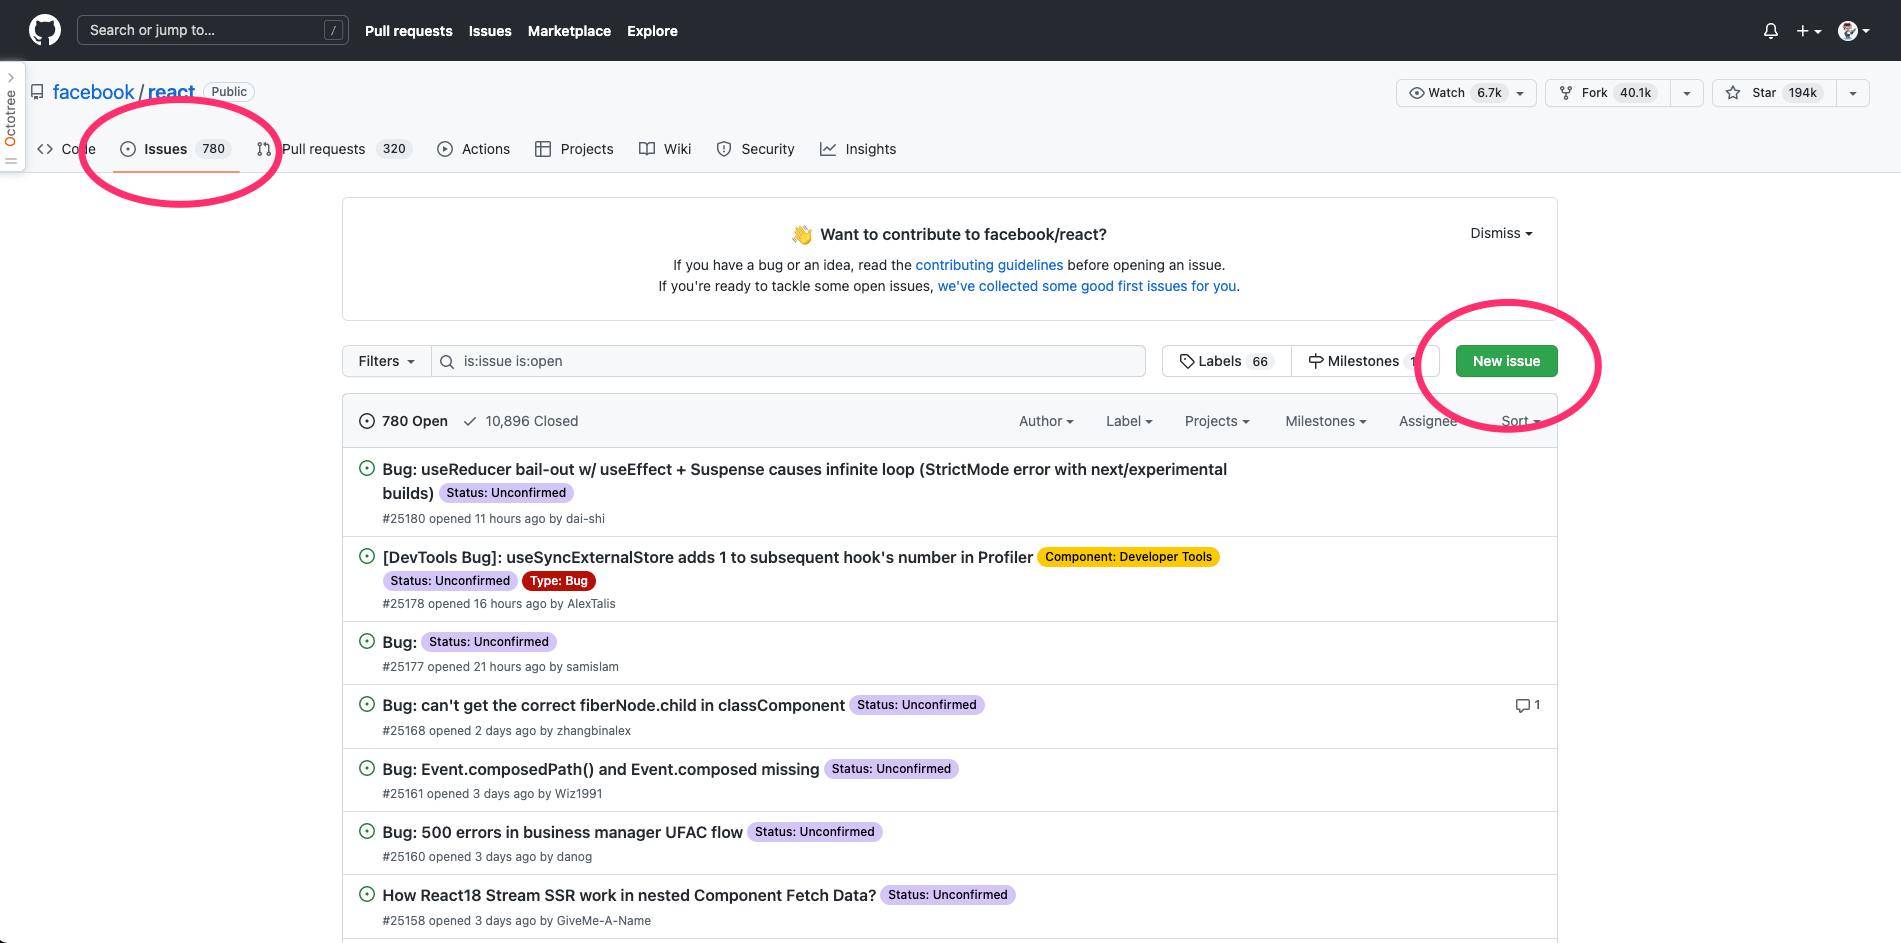 Search or jump to... /
Pull requests Issues Marketplace Explore
Octotree
facebook / react Public
Watch 6.7k Fork 40.1k Star 194k
Code Issues 780 Pull requests 320 Actions Projects Wiki Security Insights
👋 Want to contribute to facebook/react?
Dismiss
If you have a bug or an idea, read the contributing guidelines before opening an issue.
If you're ready to tackle some open issues, we've collected some good first issues for you.
Filters is:issue is:open Labels 66 Milestones New issue
780 Open 10,896 Closed Author Label Projects Milestones Assignee Sort
Bug: useReducer bail-out w/ useEffect + Suspense causes infinite loop (StrictMode error with next/experimental
builds) Status: Unconfirmed
#25180 opened 11 hours ago by dai-shi
[DevTools Bug]: useSyncExternalStore adds 1 to subsequent hook's number in Profiler Component: Developer Tools
Status: Unconfirmed Type: Bug
#25178 opened 16 hours ago by AlexTalis
Bug: Status: Unconfirmed
#25177 opened 21 hours ago by samislam
Bug: can't get the correct fiberNode.child in classComponent Status: Unconfirmed 1
#25168 opened 2 days ago by zhangbinalex
Bug: Event.composedPath() and Event.composed missing Status: Unconfirmed
#25161 opened 3 days ago by Wiz1991
Bug: 500 errors in business manager UFAC flow Status: Unconfirmed
#25160 opened 3 days ago by danog
How React18 Stream SSR work in nested Component Fetch Data? Status: Unconfirmed
#25158 opened 3 days ago by GiveMe-A-Name